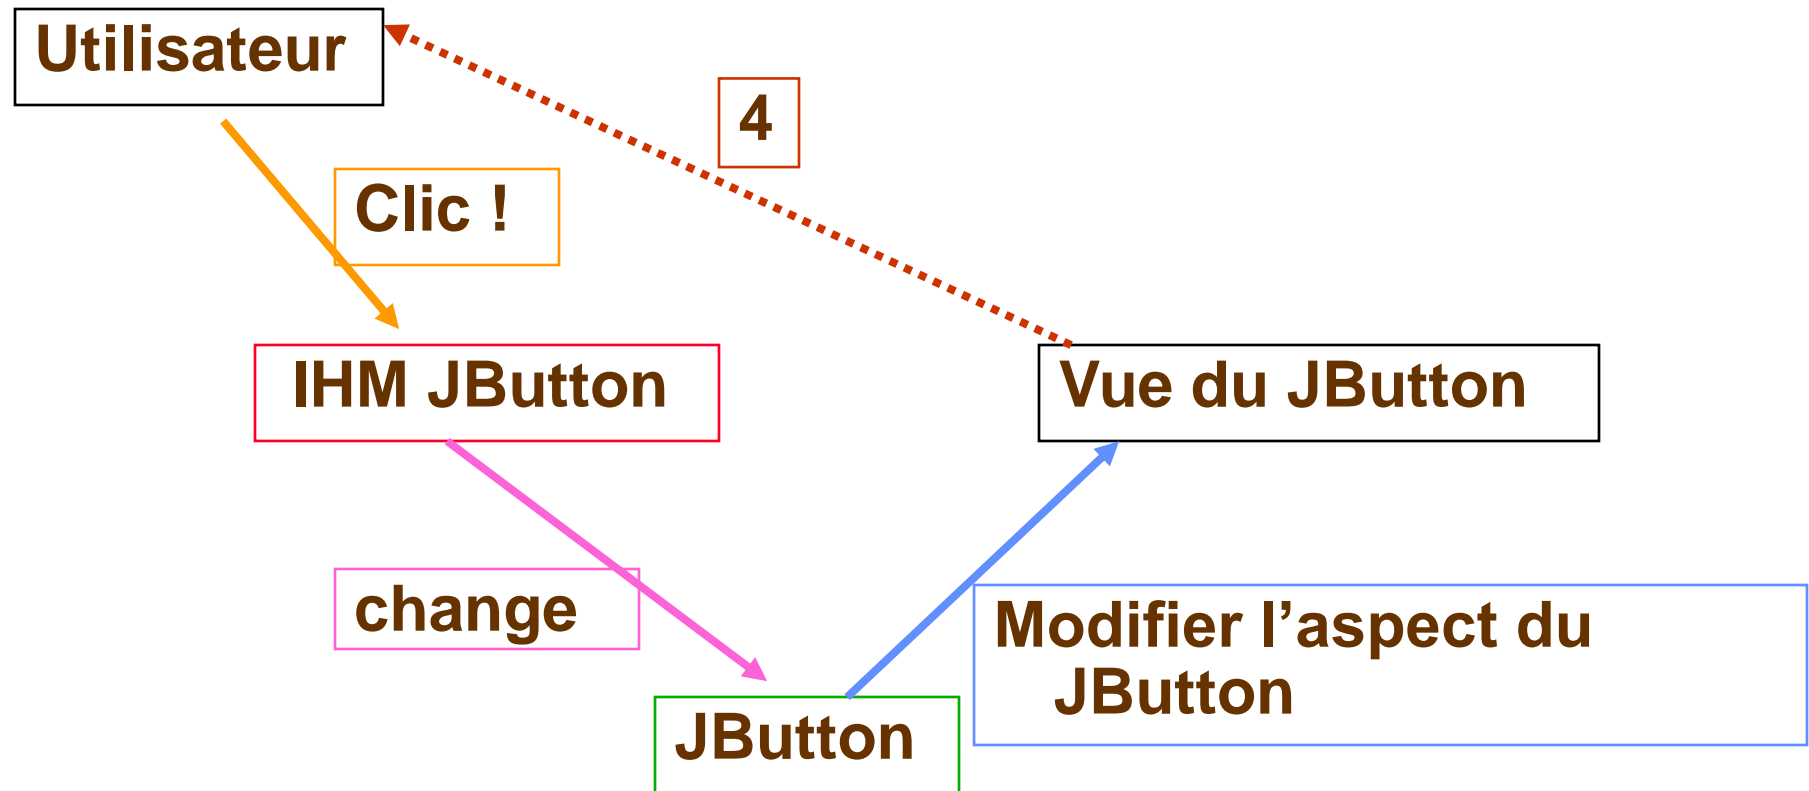 Utilisateur
4
Clic !
IHM JButton
Vue du JButton
change
Modifier l’aspect du
JButton
JButton